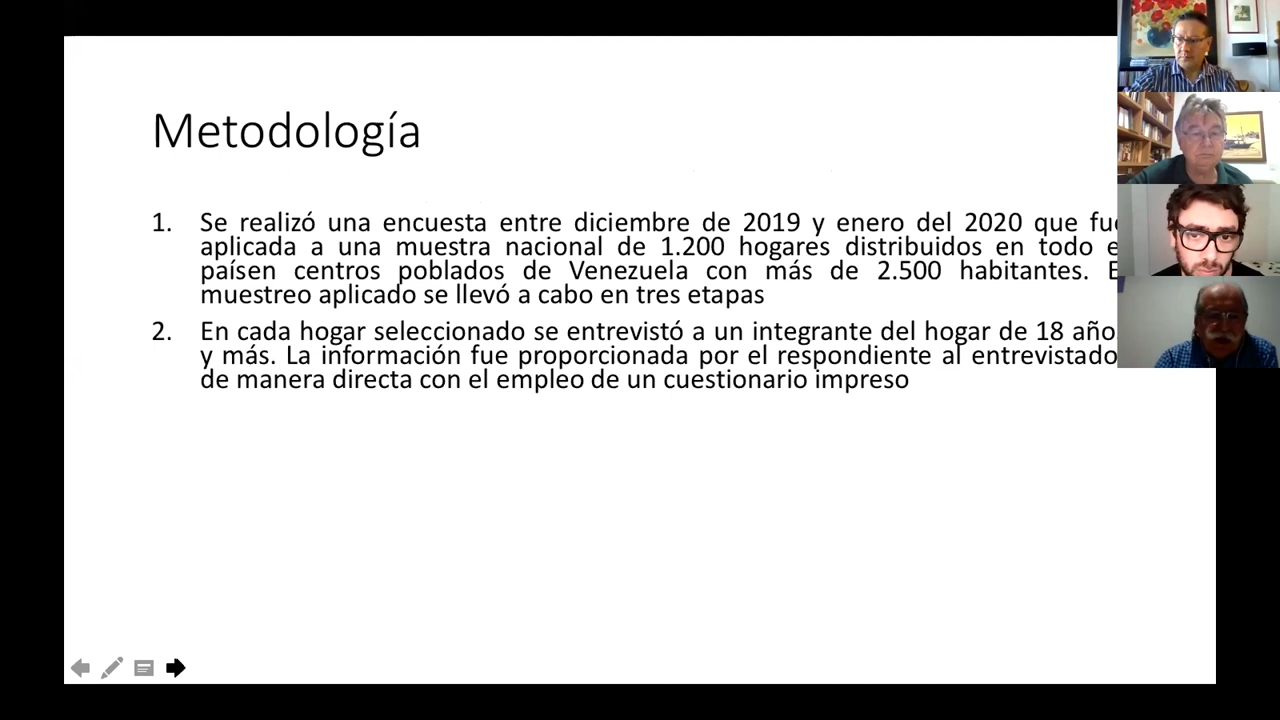 Metodología
1. Se realizó una encuesta entre diciembre de 2019 y enero del 2020 que fue
aplicada a una muestra nacional de 1.200 hogares distribuidos en todo e
paísen centros poblados de Venezuela con más de 2.500 habitantes. E
muestreo aplicado se llevó a cabo en tres etapas
2. En cada hogar seleccionado se entrevistó a un integrante del hogar de 18 año
y más. La información fue proporcionada por el respondiente al entrevistado
de manera directa con el empleo de un cuestionario impreso